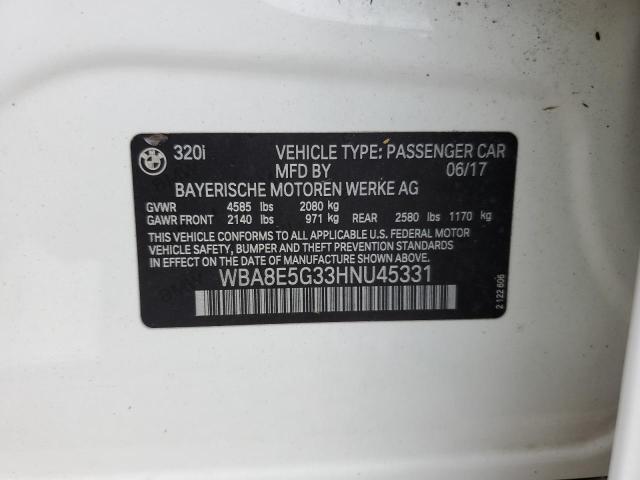 BMW
320i VEHICLE TYPE: PASSENGER CAR
MFD BY 06/17
BAYERISCHE MOTOREN WERKE AG
GVWR 4585 lbs 2080 kg
GAWR FRONT 2140 lbs 971 kg REAR 2580 lbs 1170 kg
THIS VEHICLE CONFORMS TO ALL APPLICABLE U.S. FEDERAL MOTOR
VEHICLE SAFETY, BUMPER AND THEFT PREVENTION STANDARDS
IN EFFECT ON THE DATE OF MANUFACTURE SHOWN ABOVE.
WBA8E5G33HNU45331
2 122 606